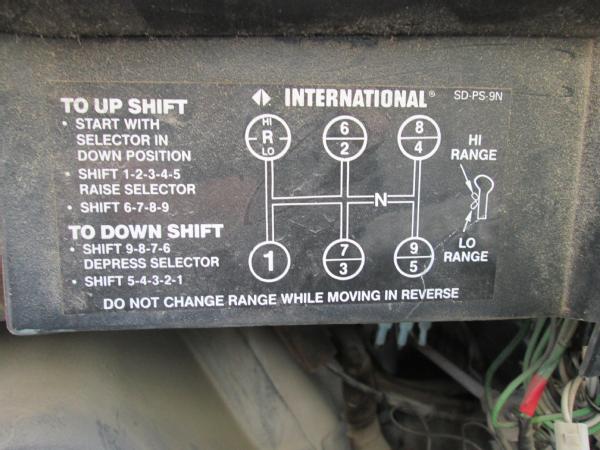 INTERNATIONAL® SD-PS-9N
TO UP SHIFT
• START WITH
SELECTOR IN
DOWN POSITION
• SHIFT 1-2-3-4-5
RAISE SELECTOR
• SHIFT 6-7-8-9
TO DOWN SHIFT
• SHIFT 9-8-7-6
DEPRESS SELECTOR
• SHIFT 5-4-3-2-1
HI
R
LO
6
2
8
4
N
1
7
3
9
5
HI
RANGE
LO
RANGE
DO NOT CHANGE RANGE WHILE MOVING IN REVERSE